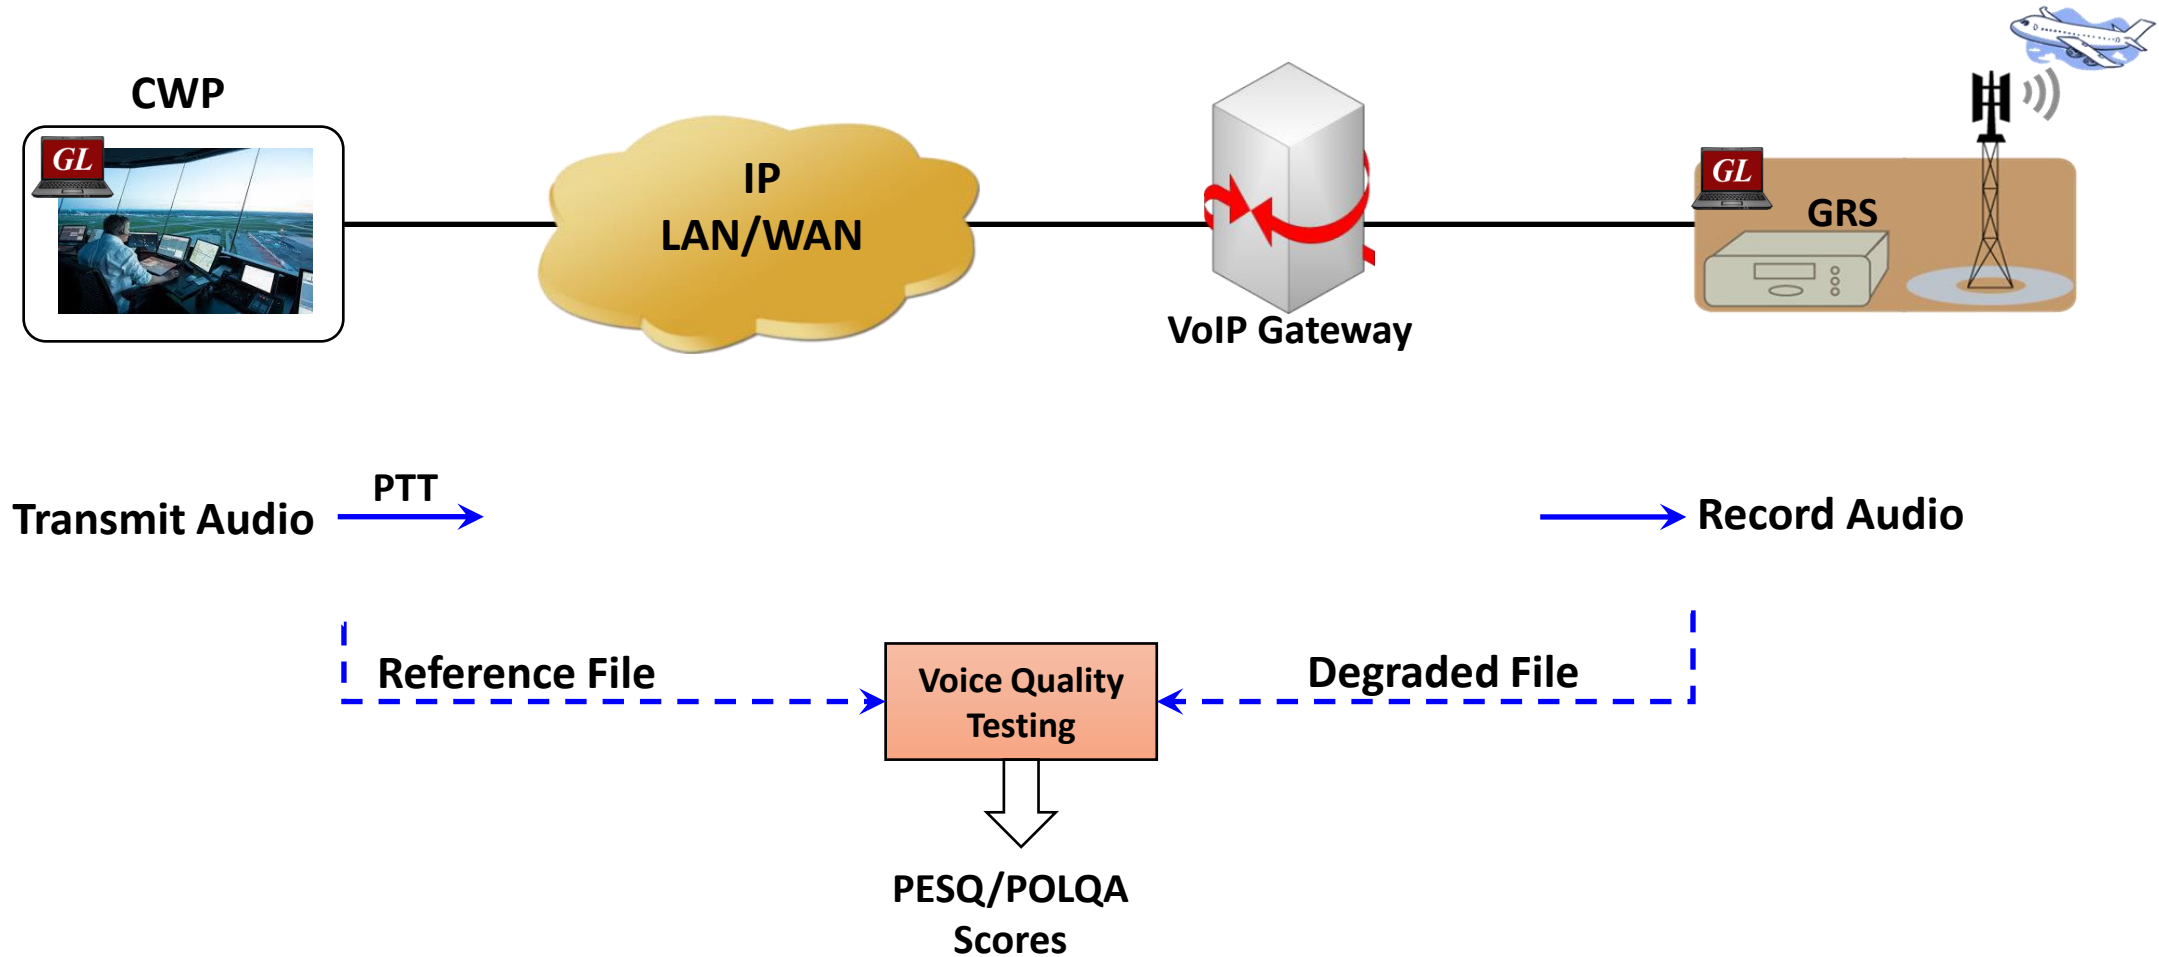 CWP
GL
IP
LAN/WAN
VoIP Gateway
GL
GRS
Transmit Audio
PTT
Record Audio
Reference File
Voice Quality
Testing
Degraded File
PESQ/POLQA
Scores